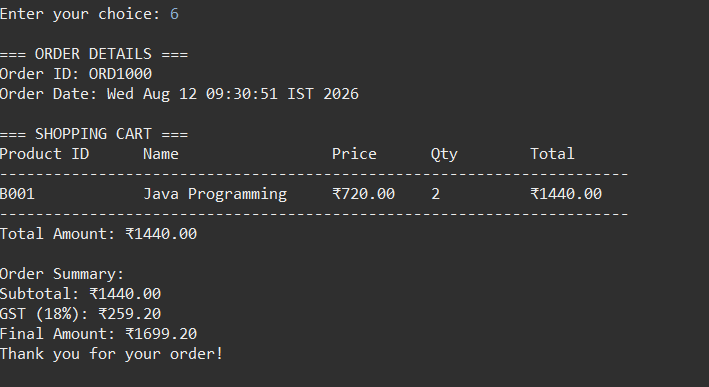 Enter your choice: 6
=== ORDER DETAILS ===
Order ID: ORD1000
Order Date: Wed Aug 12 09:30:51 IST 2026
=== SHOPPING CART ===
Product ID      Name                 Price      Qty        Total
----------------------------------------------------------------------
B001            Java Programming     ₹720.00    2          ₹1440.00
----------------------------------------------------------------------
Total Amount: ₹1440.00
Order Summary:
Subtotal: ₹1440.00
GST (18%): ₹259.20
Final Amount: ₹1699.20
Thank you for your order!